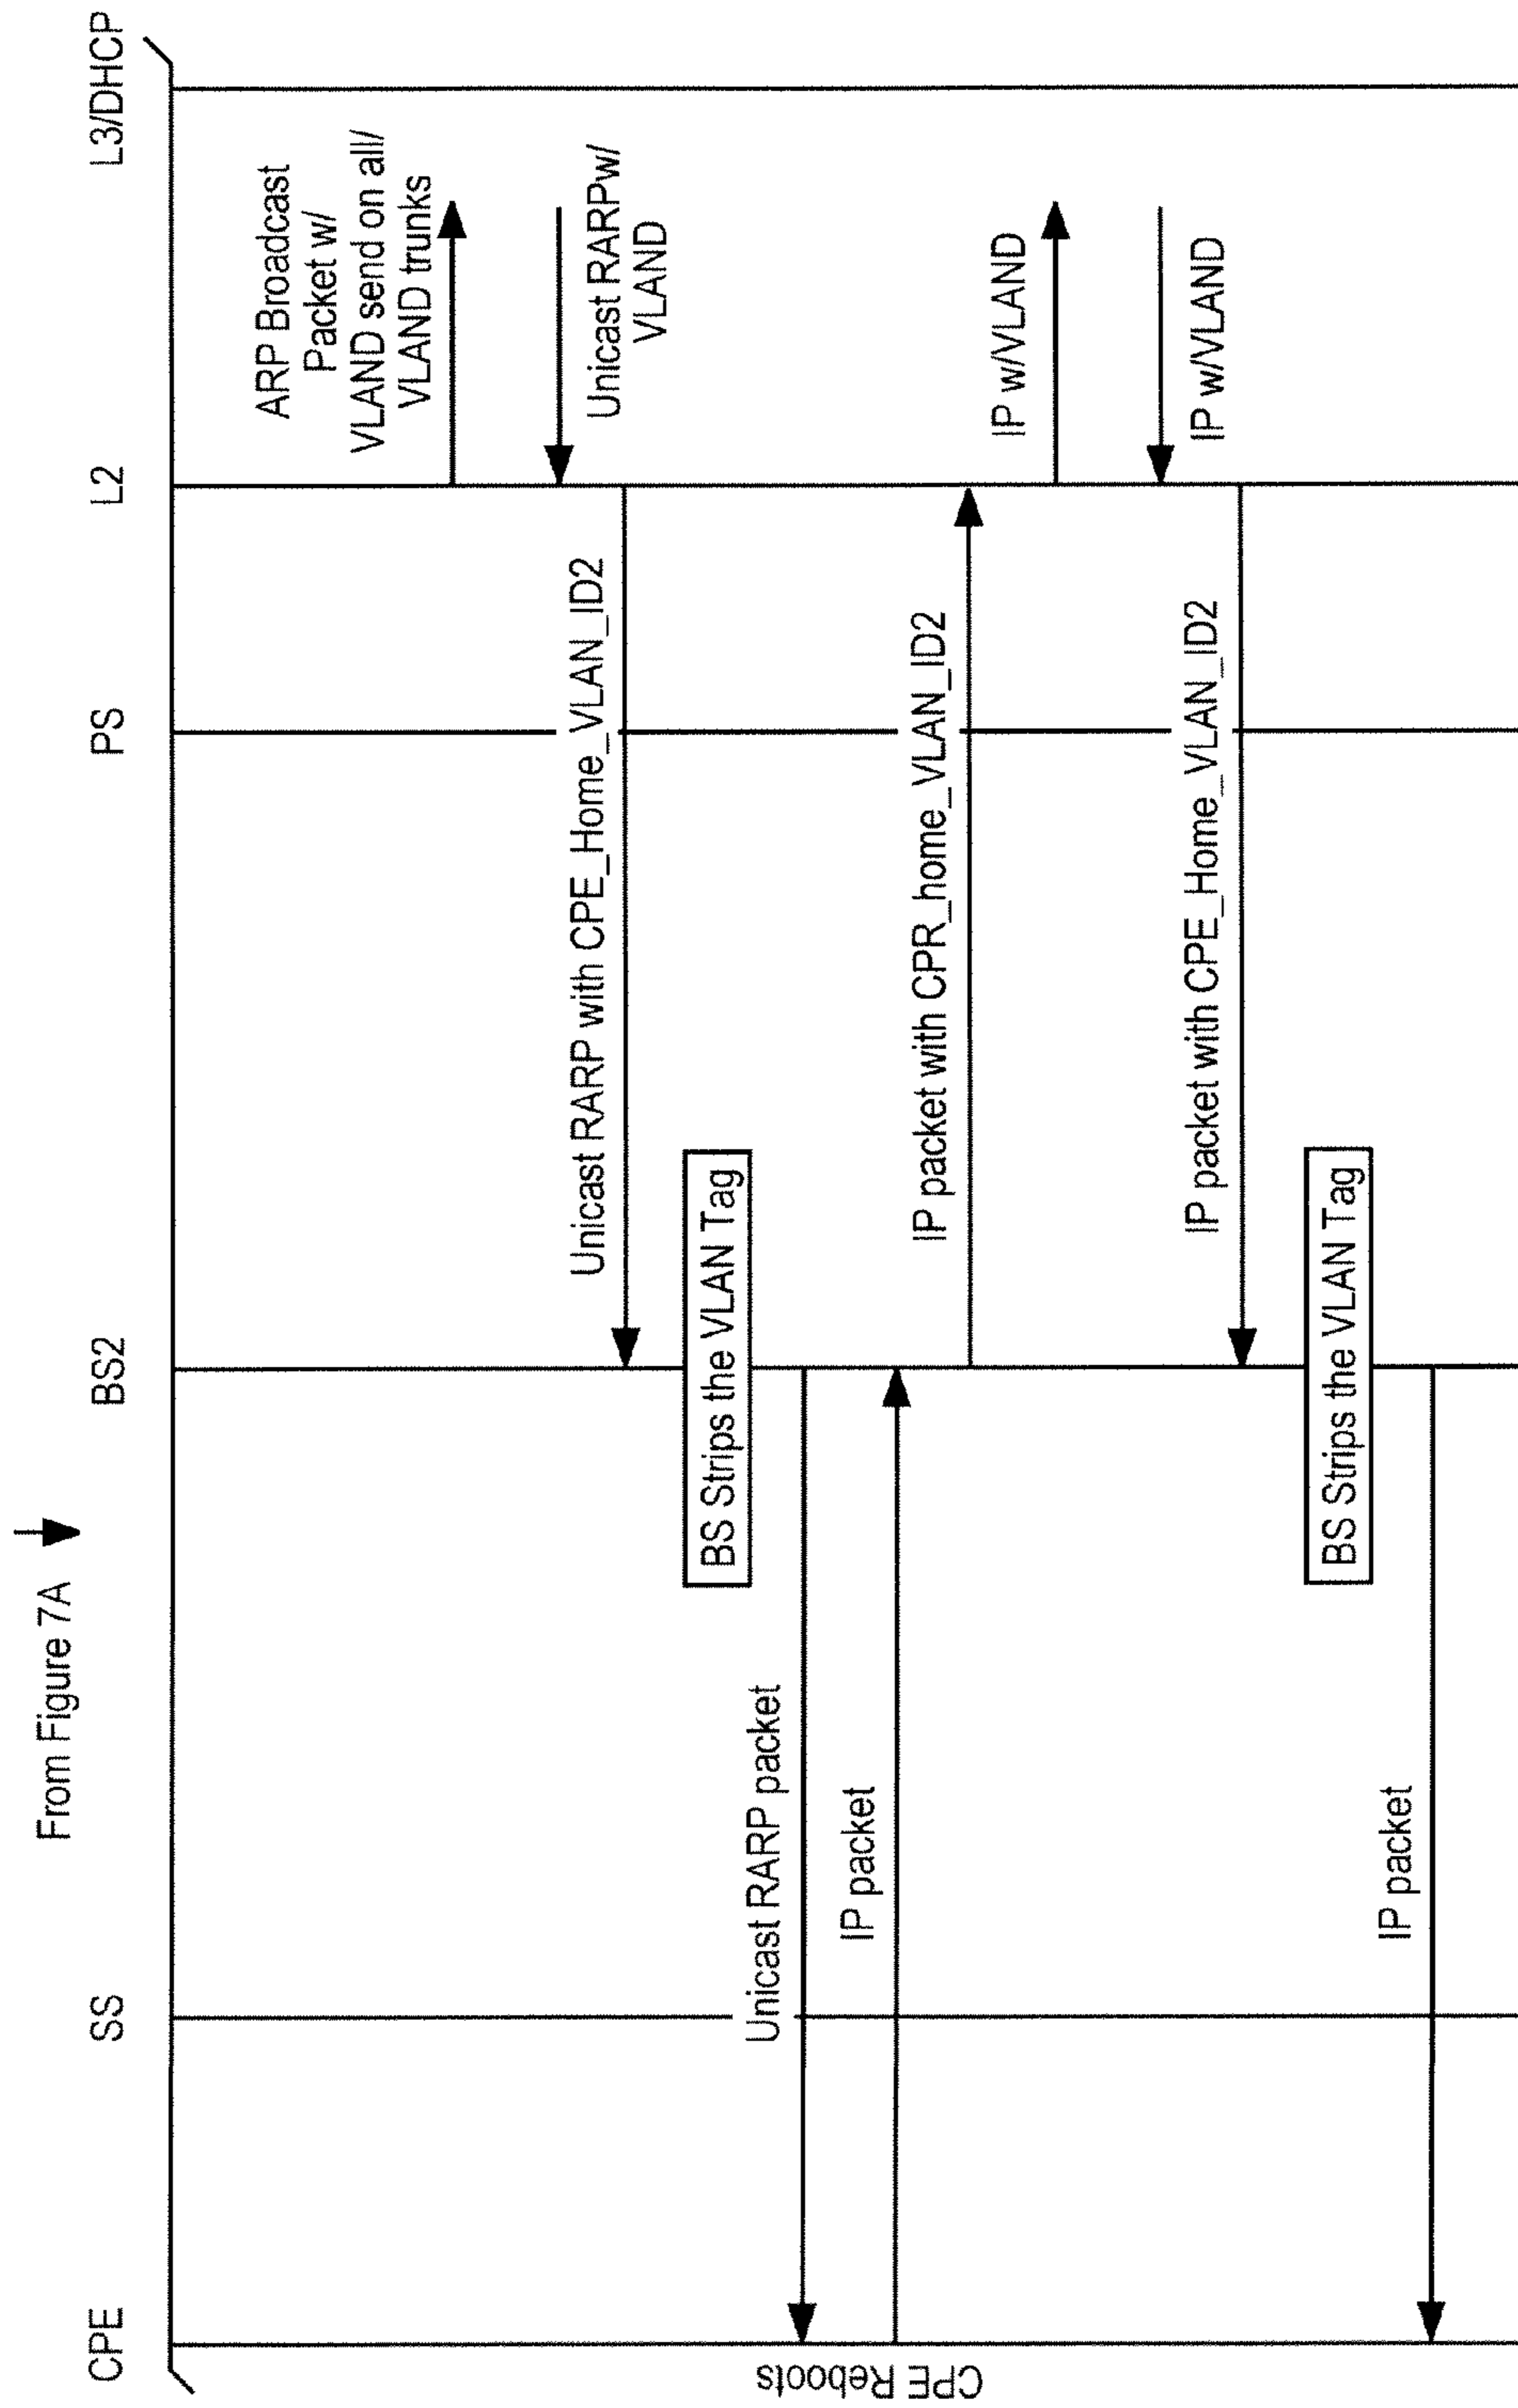 From Figure 7A
CPE
SS
BS2
PS
L2
L3/DHCP
ARP Broadcast
Packet w/
VLAND send on all/
VLAND trunks
Unicast RARPw/
VLAND
Unicast RARP with CPE_Home_VLAN_ID2
BS Strips the VLAN Tag
Unicast RARP packet
IP packet
CPE Reboots
IP packet with CPR_home_VLAN_ID2
IP w/VLAND
IP w/VLAND
IP packet with CPE_Home_VLAN_ID2
BS Strips the VLAN Tag
IP packet